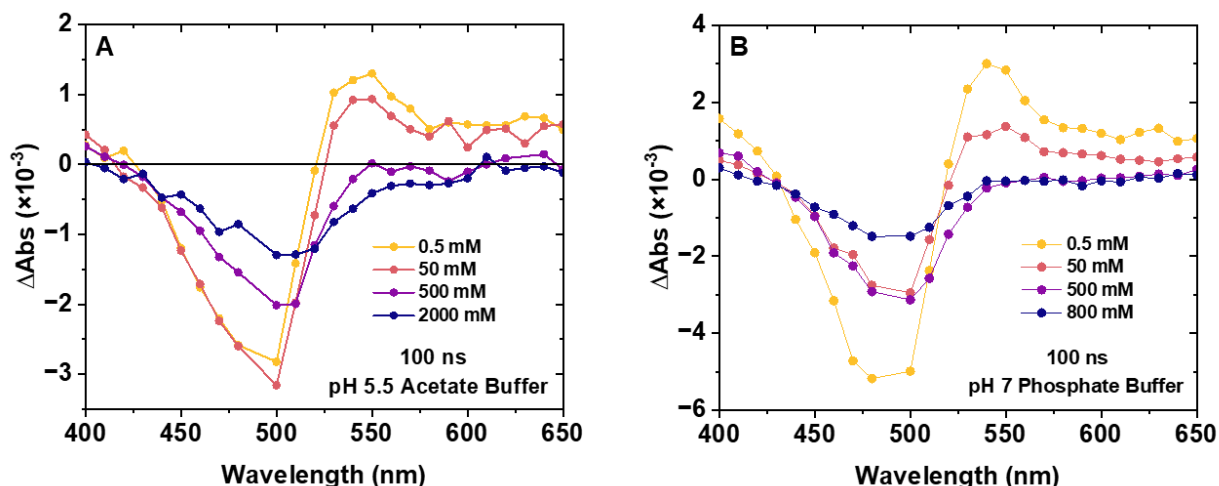 A
2
1
0
−1
−2
−3
ΔAbs (×10⁻³)
0.5 mM
50 mM
500 mM
2000 mM
100 ns
pH 5.5 Acetate Buffer
400 450 500 550 600 650
Wavelength (nm)
B
4
2
0
−2
−4
−6
ΔAbs (×10⁻³)
0.5 mM
50 mM
500 mM
800 mM
100 ns
pH 7 Phosphate Buffer
400 450 500 550 600 650
Wavelength (nm)